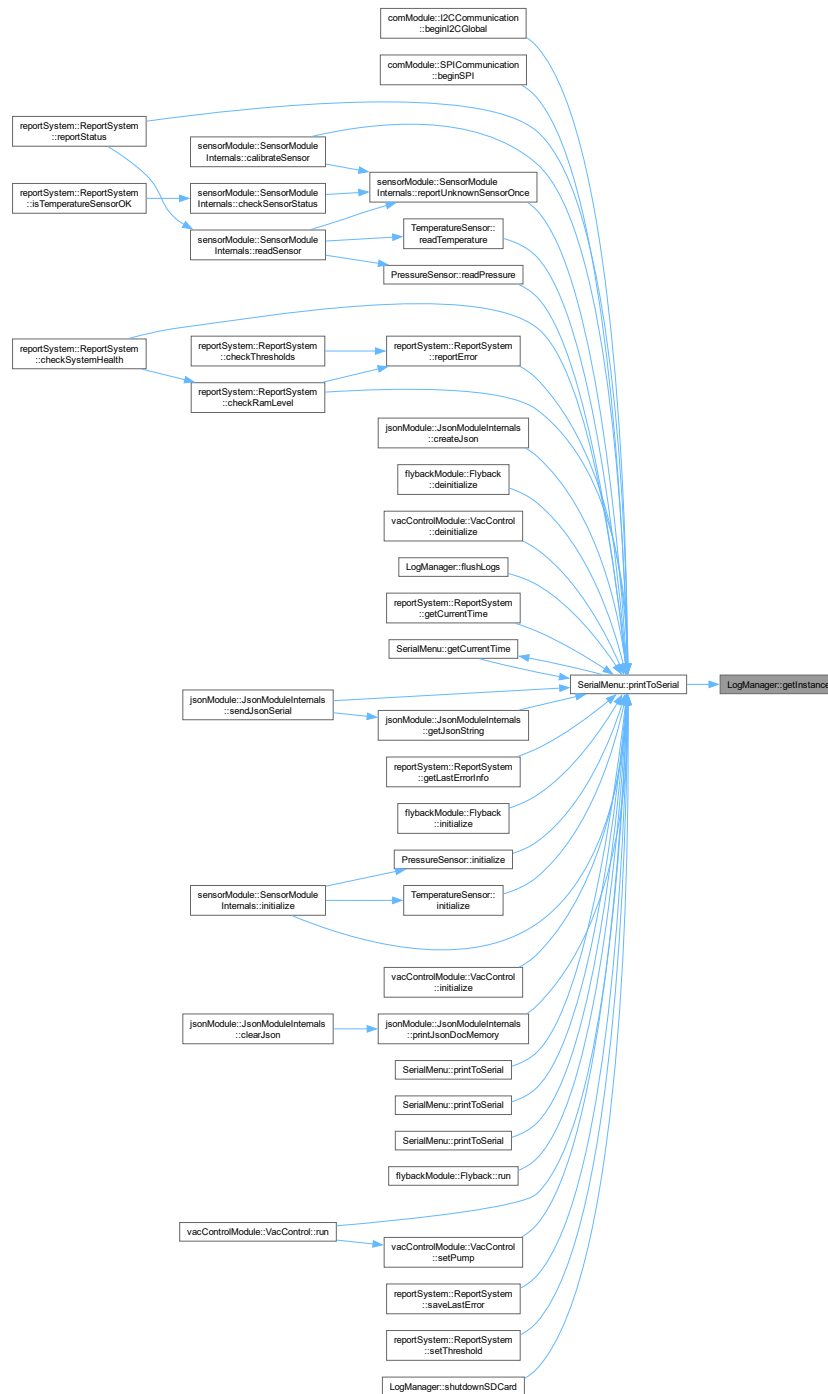 comModule::I2CCommunication
::beginI2CGlobal
comModule::SPICommunication
::beginSPI
reportSystem::ReportSystem
::reportStatus
sensorModule::SensorModule
Internals::calibrateSensor
sensorModule::SensorModule
Internals::reportUnknownSensorOnce
reportSystem::ReportSystem
::isTemperatureSensorOK
sensorModule::SensorModule
Internals::checkSensorStatus
TemperatureSensor::
readTemperature
sensorModule::SensorModule
Internals::readSensor
PressureSensor::readPressure
reportSystem::ReportSystem
::checkSystemHealth
reportSystem::ReportSystem
::checkThresholds
reportSystem::ReportSystem
::reportError
reportSystem::ReportSystem
::checkRamLevel
jsonModule::JsonModuleInternals
::createJson
flybackModule::Flyback
::deinitialize
vacControlModule::VacControl
::deinitialize
LogManager::flushLogs
reportSystem::ReportSystem
::getCurrentTime
SerialMenu::getCurrentTime
SerialMenu::printToSerial
LogManager::getInstance
jsonModule::JsonModuleInternals
::sendJsonSerial
jsonModule::JsonModuleInternals
::getJsonString
reportSystem::ReportSystem
::getLastErrorInfo
flybackModule::Flyback
::initialize
PressureSensor::initialize
sensorModule::SensorModule
Internals::initialize
TemperatureSensor::
initialize
vacControlModule::VacControl
::initialize
jsonModule::JsonModuleInternals
::clearJson
jsonModule::JsonModuleInternals
::printJsonDocMemory
SerialMenu::printToSerial
SerialMenu::printToSerial
SerialMenu::printToSerial
flybackModule::Flyback::run
vacControlModule::VacControl::run
vacControlModule::VacControl
::setPump
reportSystem::ReportSystem
::saveLastError
reportSystem::ReportSystem
::setThreshold
LogManager::shutdownSDCard